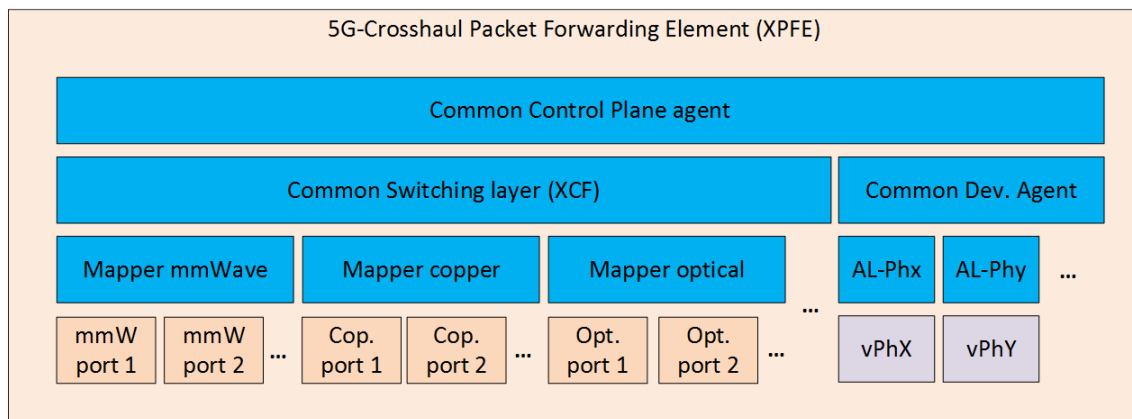 5G-Crosshaul Packet Forwarding Element (XPFE)
Common Control Plane agent
Common Switching layer (XCF)
Common Dev. Agent
Mapper mmWave
Mapper copper
Mapper optical
...
AL-Phx
AL-Phy
...
mmW
port 1
mmW
port 2
...
Cop.
port 1
Cop.
port 2
...
Opt.
port 1
Opt.
port 2
...
vPhX
vPhY